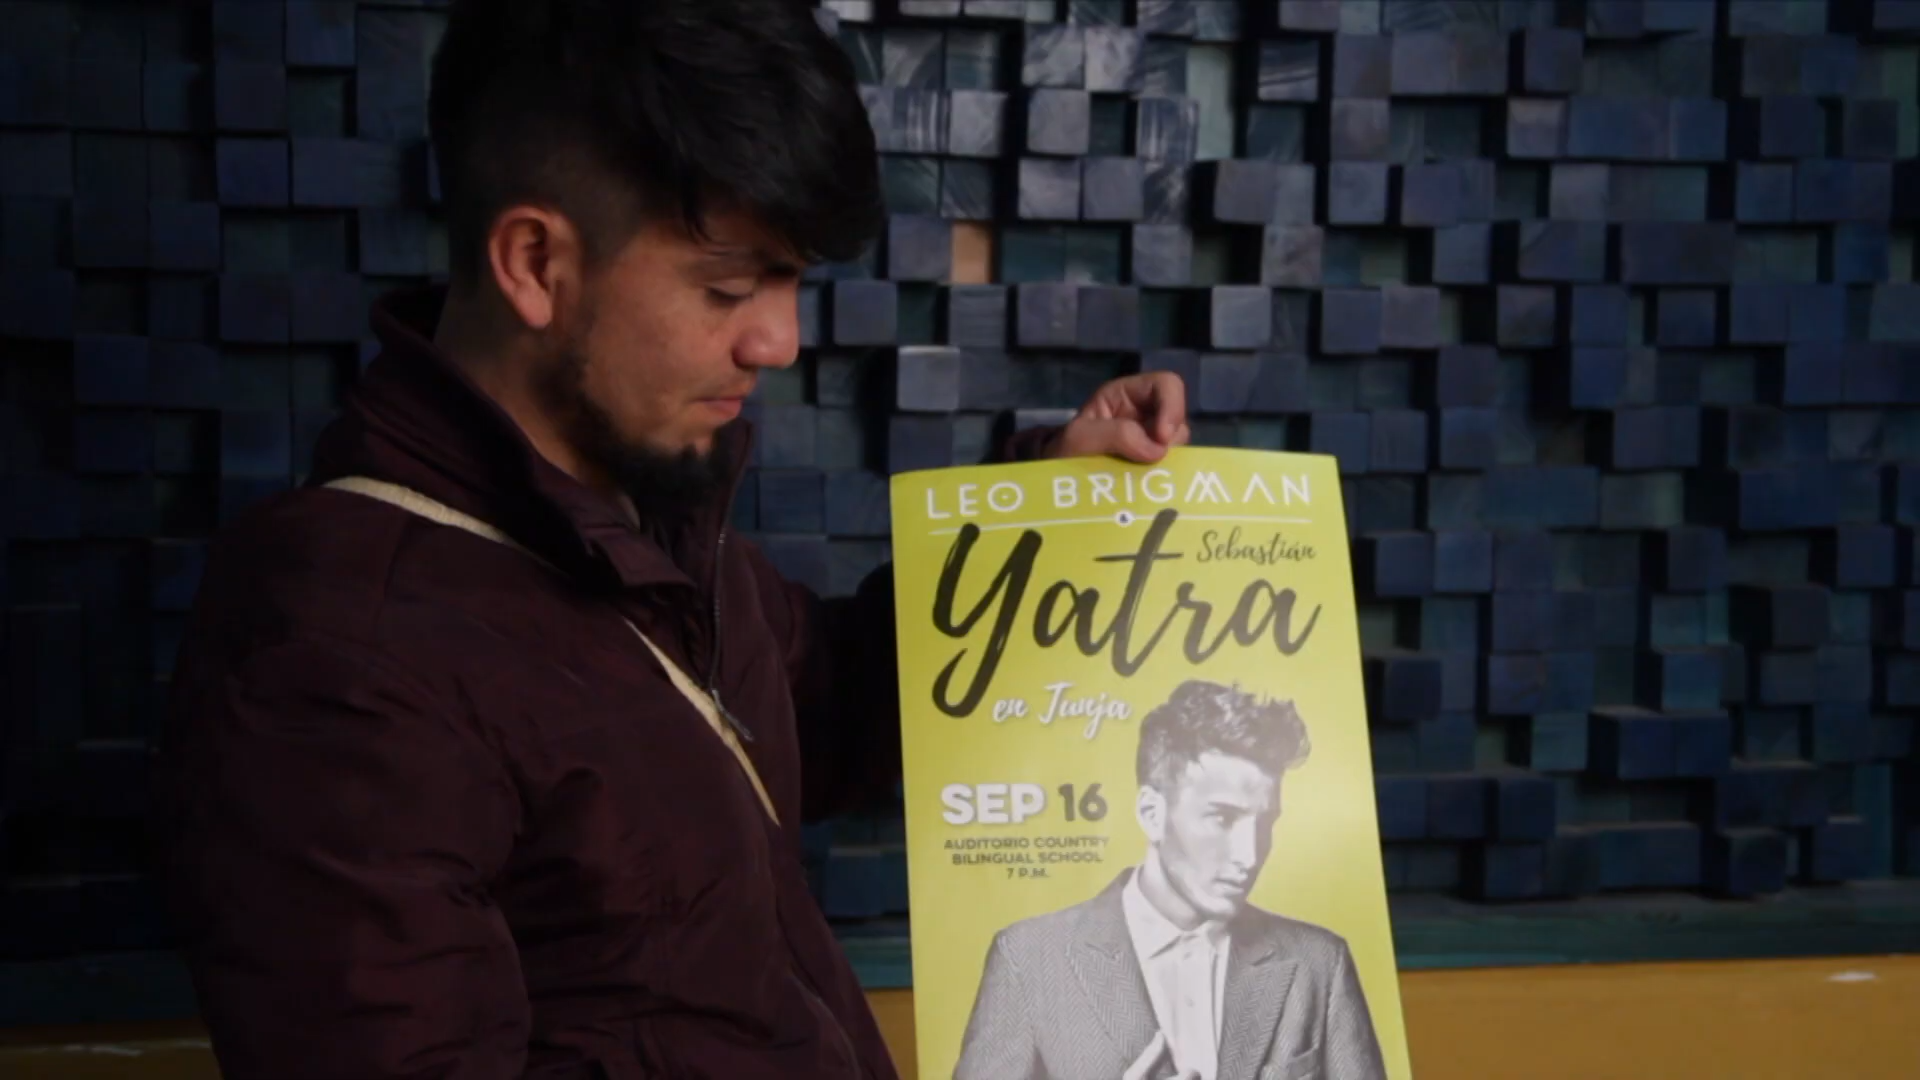 LEO BRIGMAN
&
Sebastián
Yatra
en Tunja
SEP 16
AUDITORIO COUNTRY
BILINGUAL SCHOOL
7 P.M.